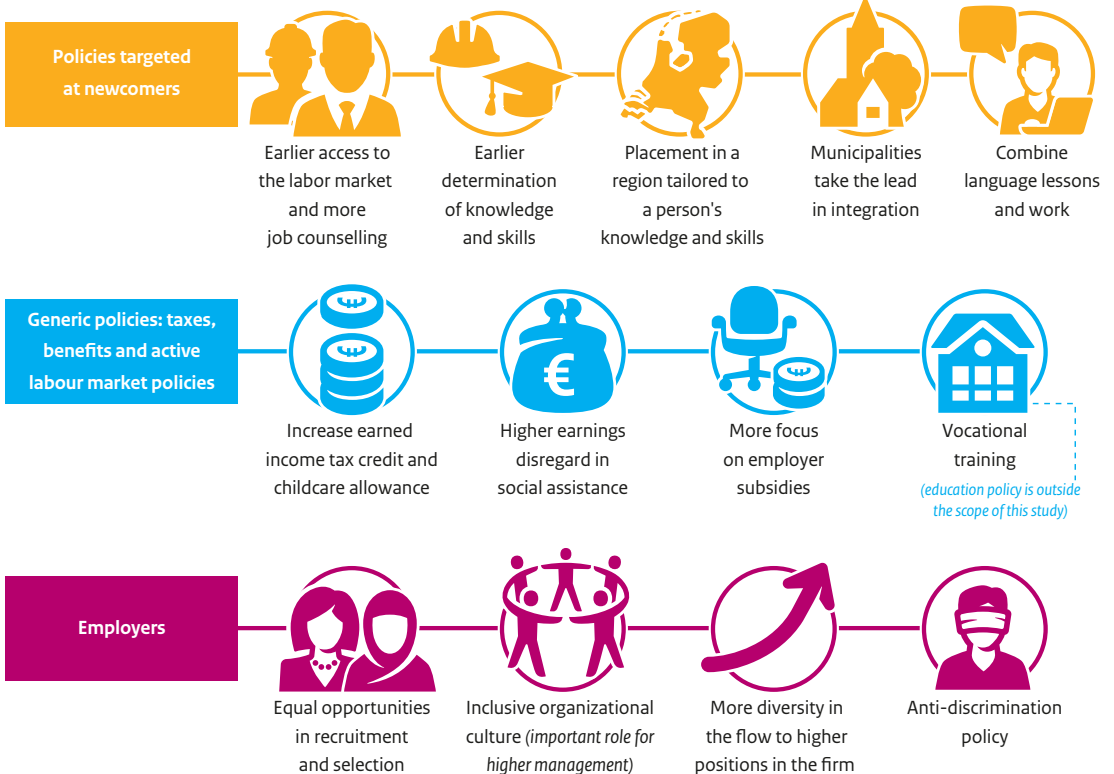 Policies targeted
at newcomers
Earlier access to
the labor market
and more
job counselling
Earlier
determination
of knowledge
and skills
Placement in a
region tailored to
a person's
knowledge and skills
Municipalities
take the lead
in integration
Combine
language lessons
and work
Generic policies: taxes,
benefits and active
labour market policies
€
Increase earned
income tax credit and
childcare allowance
Higher earnings
disregard in
social assistance
More focus
on employer
subsidies
Vocational
training
(education policy is outside
the scope of this study)
Employers
Equal opportunities
in recruitment
and selection
Inclusive organizational
culture (important role for
higher management)
More diversity in
the flow to higher
positions in the firm
Anti-discrimination
policy